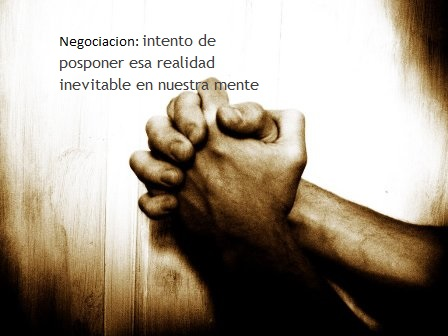 Negociacion: intento de
posponer esa realidad
inevitable en nuestra mente